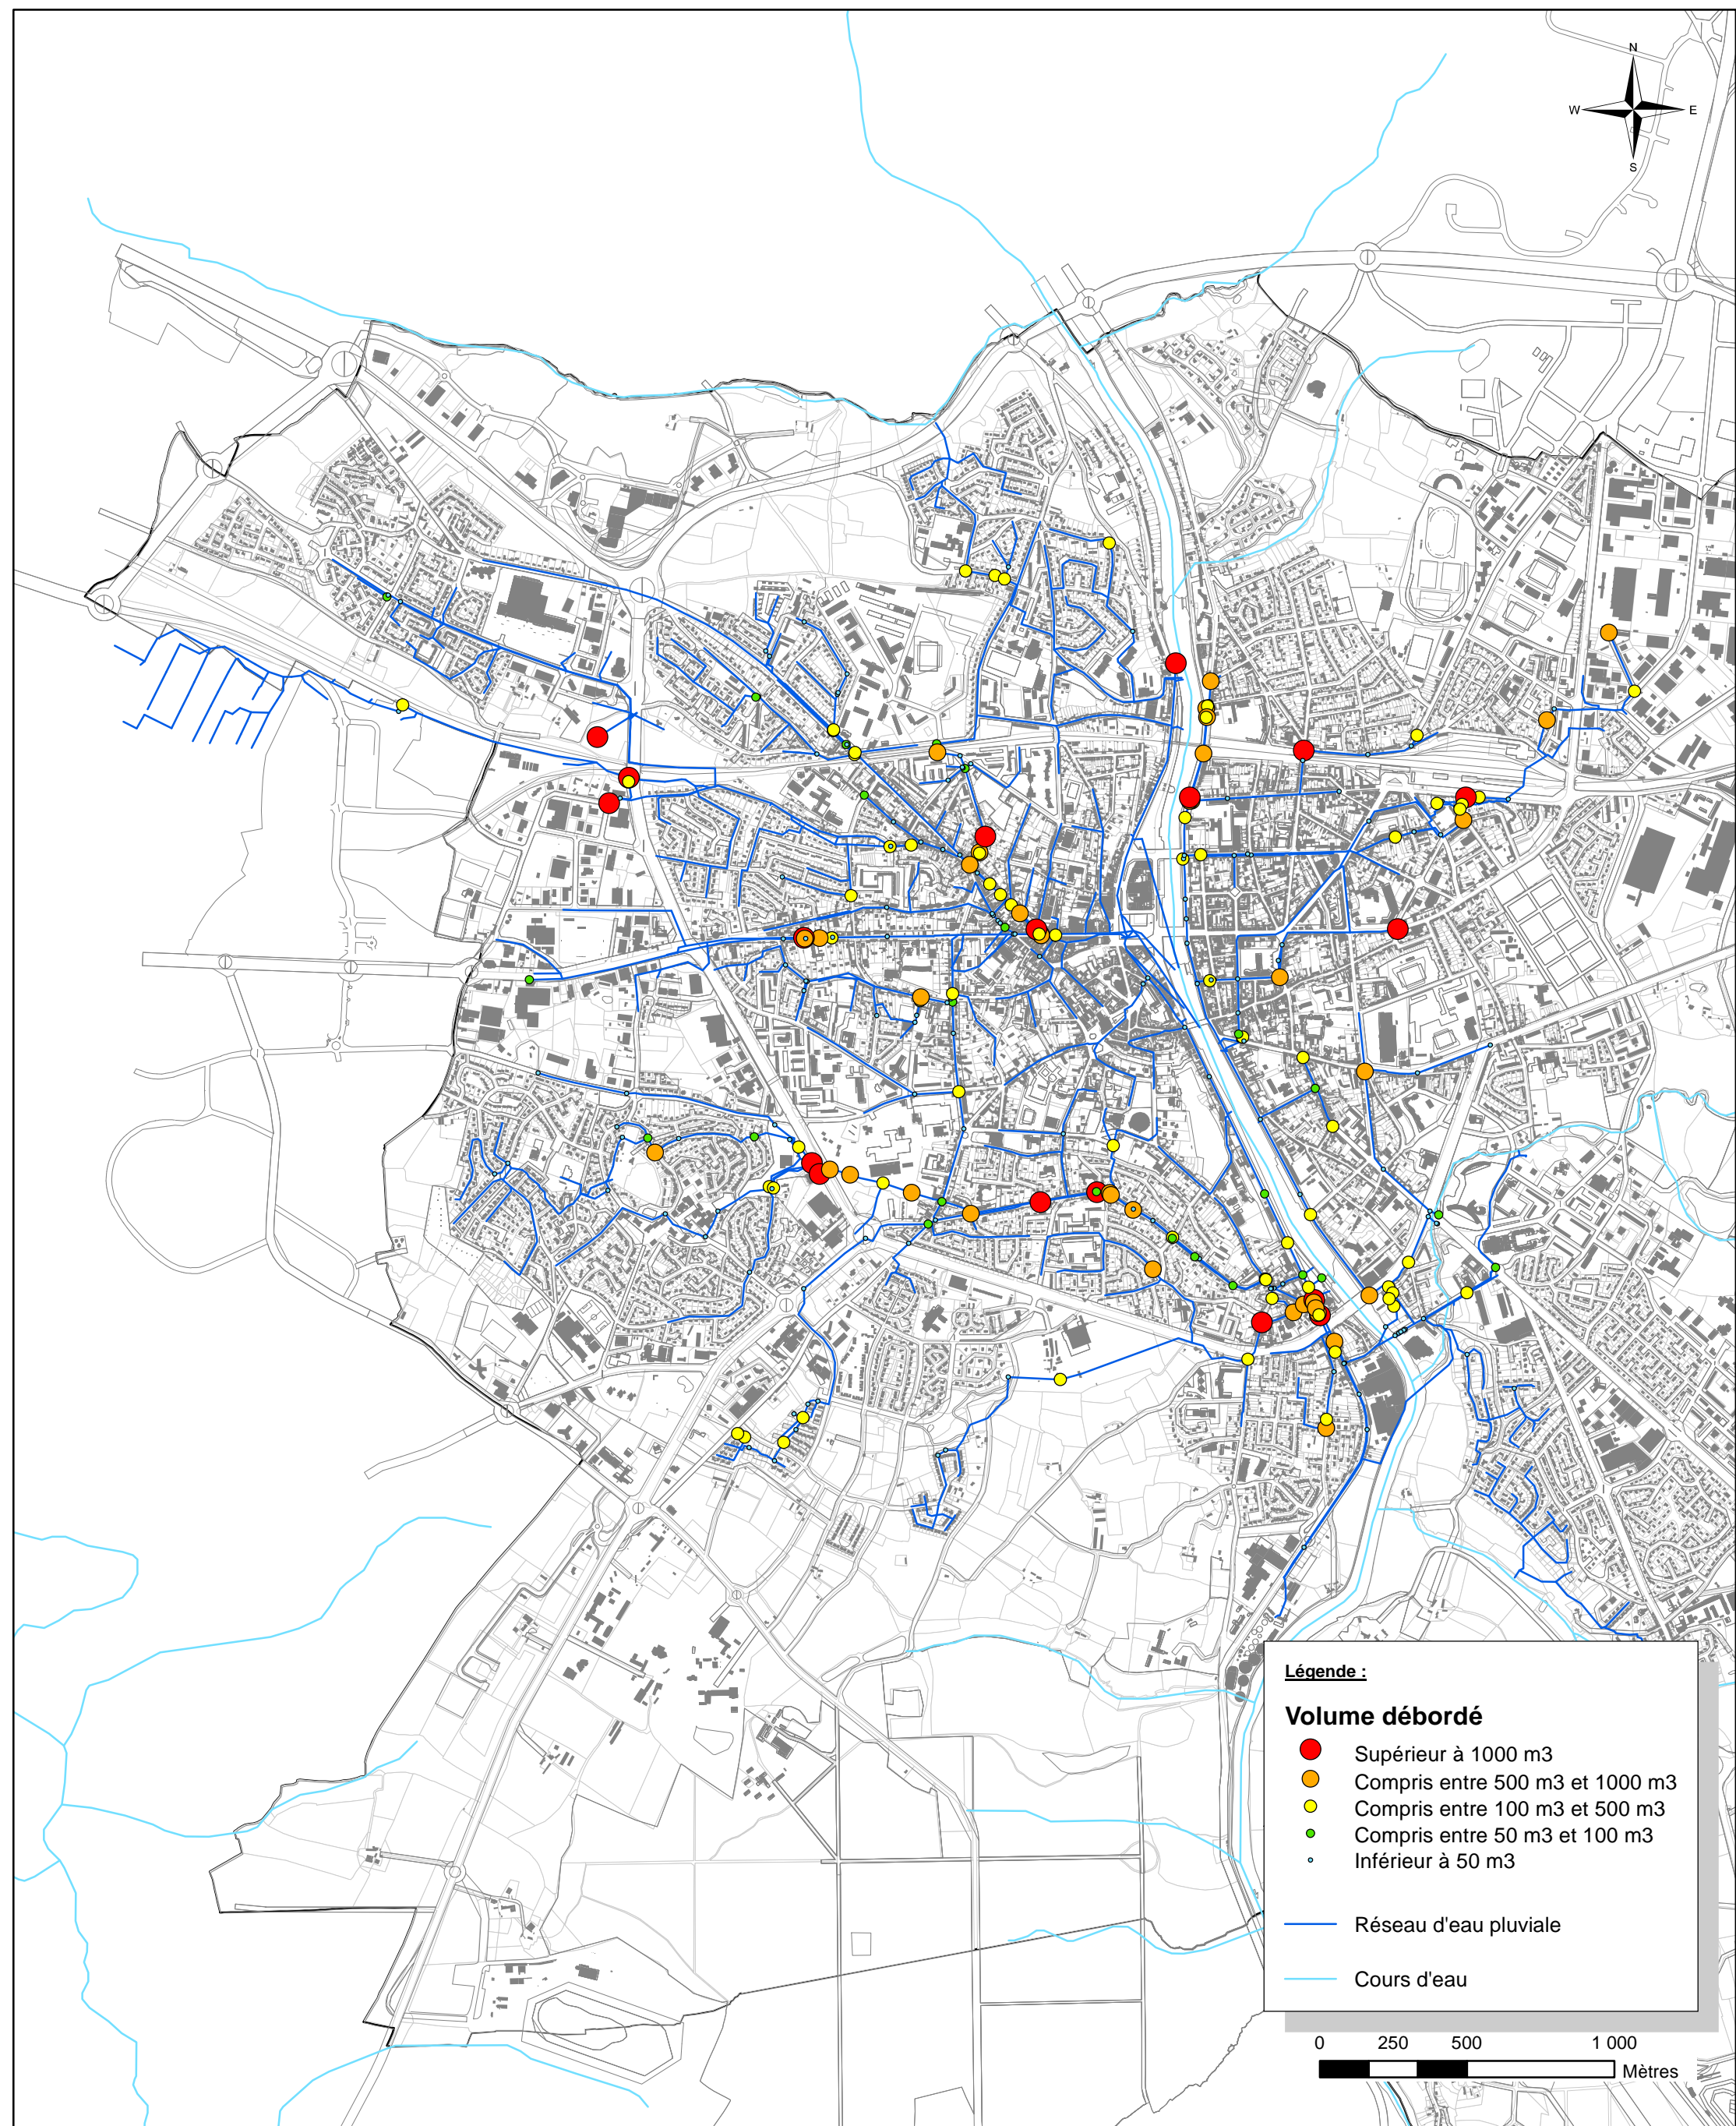 N
W E
S
Légende :
Volume débordé
Supérieur à 1000 m3
Compris entre 500 m3 et 1000 m3
Compris entre 100 m3 et 500 m3
Compris entre 50 m3 et 100 m3
Inférieur à 50 m3
Réseau d'eau pluviale
Cours d'eau
0 250 500 1 000
Mètres